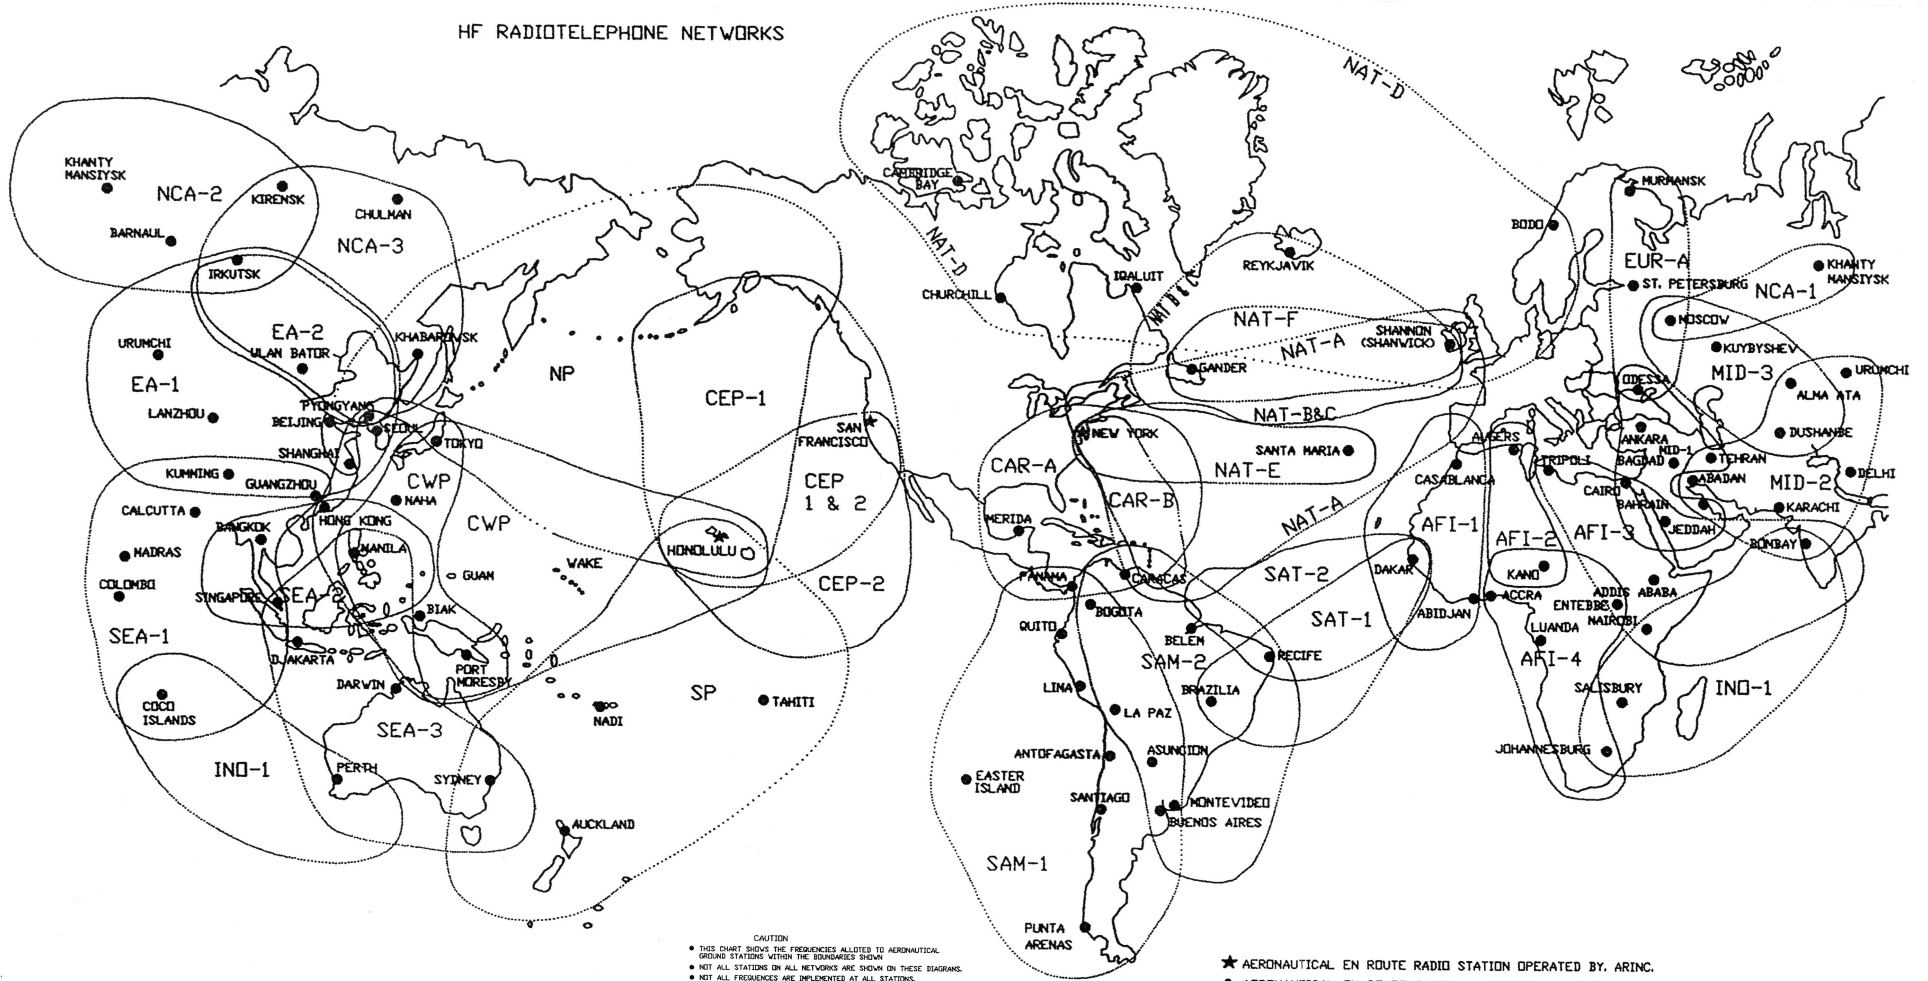 HF RADIOTELEPHONE NETWORKS
NAT-D
KHANTY
MANSIYSK
NCA-2
KIRENSK
CHULMAN
BARNAUL
NCA-3
IRKUTSK
CAMBRIDGE
BAY
NAT-D
MURMANSK
BODO
REYKJAVIK
EUR-A
KHANTY
MANSIYSK
IQALUIT
CHURCHILL
NAT B & C
ST. PETERSBURG
NCA-1
EA-2
ULAN BATOR
KHABAROVSK
URUMCHI
EA-1
NP
NAT-F
NAT-A
SHANNON
(SHANWICK)
MOSCOW
KUYBYSHEV
GANDER
MID-3
URUMCHI
ODESSA
ALMA ATA
LANZHOU
PYONGYANG
BEIJING
SEOUL
TOKYO
CEP-1
SAN
FRANCISCO
NAT-B&C
NEW YORK
SANTA MARIA
ALGIERS
ANKARA
DUSHANBE
SHANGHAI
KUMNING
GUANGZHOU
CWP
NAHA
CAR-A
NAT-E
CASABLANCA
TRIPOLI
MID-1
BAGDAD
TEHRAN
ABADAN
MID-2
DELHI
CAIRO
CALCUTTA
BANGKOK
HONG KONG
CWP
CEP
1 & 2
MERIDA
CAR-B
NAT-A
AFI-1
AFI-2
AFI-3
BAHRAIN
JEDDAH
KARACHI
BOMBAY
MADRAS
MANILA
HONOLULU
WAKE
GUAM
COLOMBO
CEP-2
PANAMA
CARACAS
SAT-2
DAKAR
KANO
ADDIS
ABABA
SINGAPORE
SEA-2
BIAK
BOGOTA
SAT-1
ABIDJAN
ACCRA
ENTEBBE
NAIROBI
SEA-1
QUITO
BELEM
LUANDA
DJAKARTA
PORT
MORESBY
SAM-2
RECIFE
AFI-4
DARWIN
COCO
ISLANDS
SP
TAHITI
NADI
LIMA
BRAZILIA
SALISBURY
INO-1
LA PAZ
SEA-3
INO-1
PERTH
SYDNEY
ANTOFAGASTA
ASUNCION
JOHANNESBURG
EASTER
ISLAND
SANTIAGO
MONTEVIDEO
BUENOS AIRES
AUCKLAND
SAM-1
PUNTA
ARENAS
CAUTION
● THIS CHART SHOWS THE FREQUENCIES ALLOTED TO AERONAUTICAL
GROUND STATIONS WITHIN THE BOUNDARIES SHOWN
● NOT ALL STATIONS ON ALL NETWORKS ARE SHOWN ON THESE DIAGRAMS.
● NOT ALL FREQUENCES ARE IMPLEMENTED AT ALL STATIONS.
★ AERONAUTICAL EN ROUTE RADIO STATION OPERATED BY. ARINC.